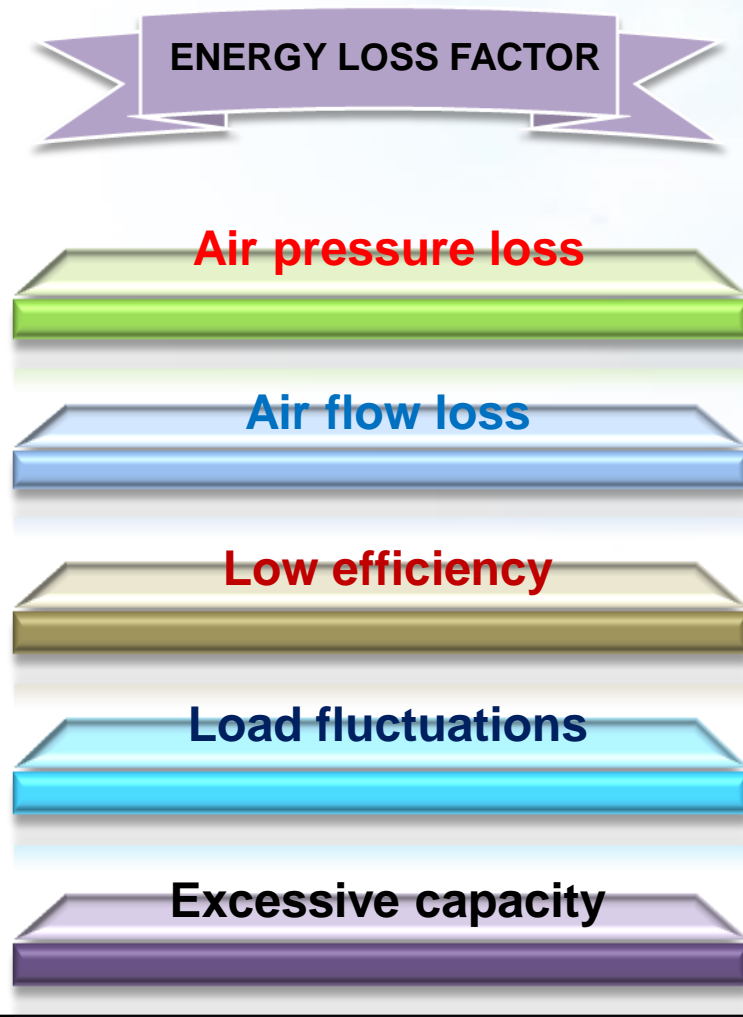 ENERGY LOSS FACTOR
Air pressure loss
Air flow loss
Low efficiency
Load fluctuations
Excessive capacity